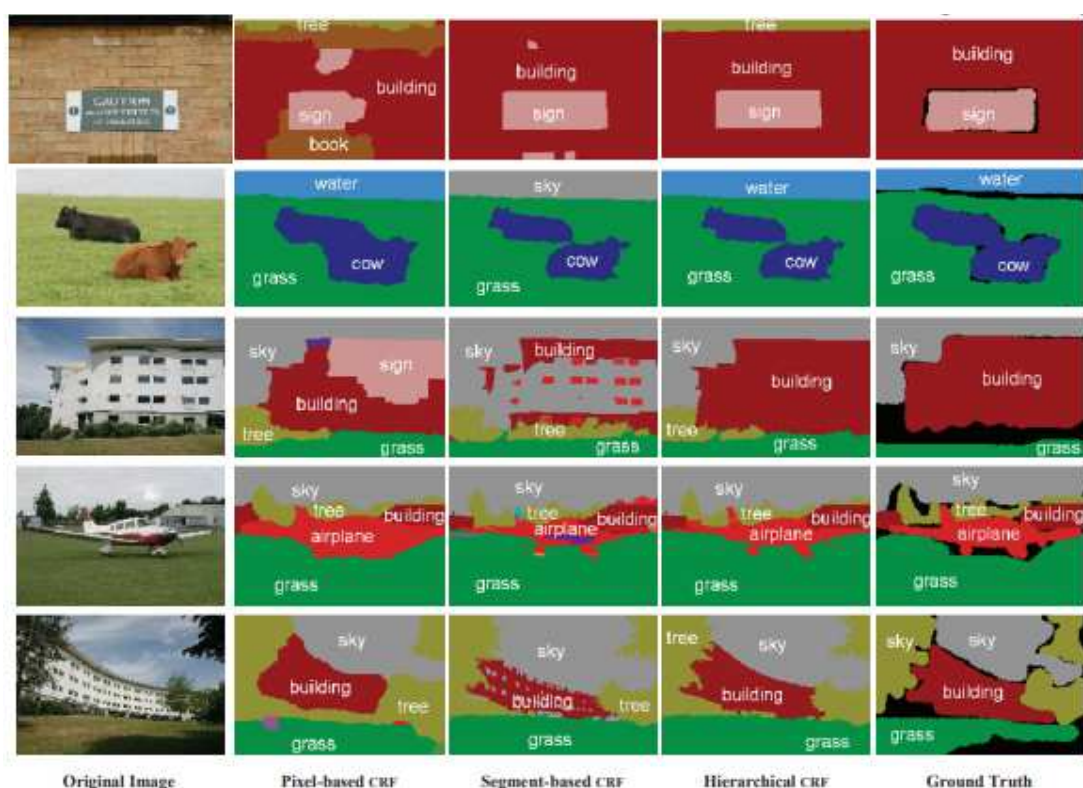 tree
building
sign
book
building
sign
tree
building
sign
building
sign
CAUTION
water
cow
grass
sky
cow
grass
water
cow
grass
water
cow
grass
sky
sign
building
tree
grass
sky
building
tree
grass
sky
building
tree
grass
sky
building
grass
sky
tree
building
airplane
grass
sky
tree
building
airplane
grass
sky
tree
building
airplane
grass
sky
tree
building
airplane
grass
sky
building
tree
grass
sky
building
tree
grass
tree
sky
building
grass
sky
sky
building
grass
Original Image
Pixel-based CRF
Segment-based CRF
Hierarchical CRF
Ground Truth